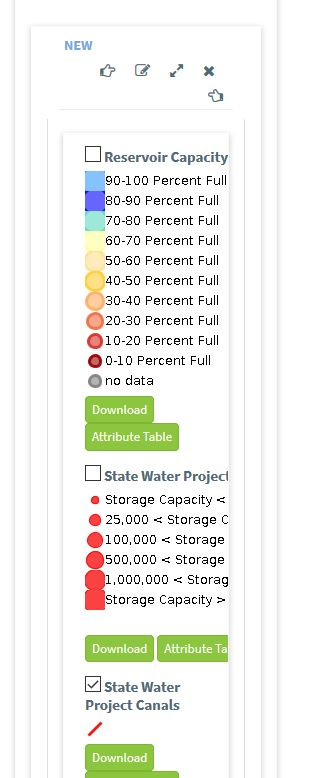 NEW
Reservoir Capacity
90-100 Percent Full
80-90 Percent Full
70-80 Percent Full
60-70 Percent Full
50-60 Percent Full
40-50 Percent Full
30-40 Percent Full
20-30 Percent Full
10-20 Percent Full
0-10 Percent Full
no data
Download
Attribute Table
State Water Project
Storage Capacity <
25,000 < Storage C
100,000 < Storage
500,000 < Storage
1,000,000 < Storag
Storage Capacity >
Download Attribute Ta
State Water
Project Canals
Download